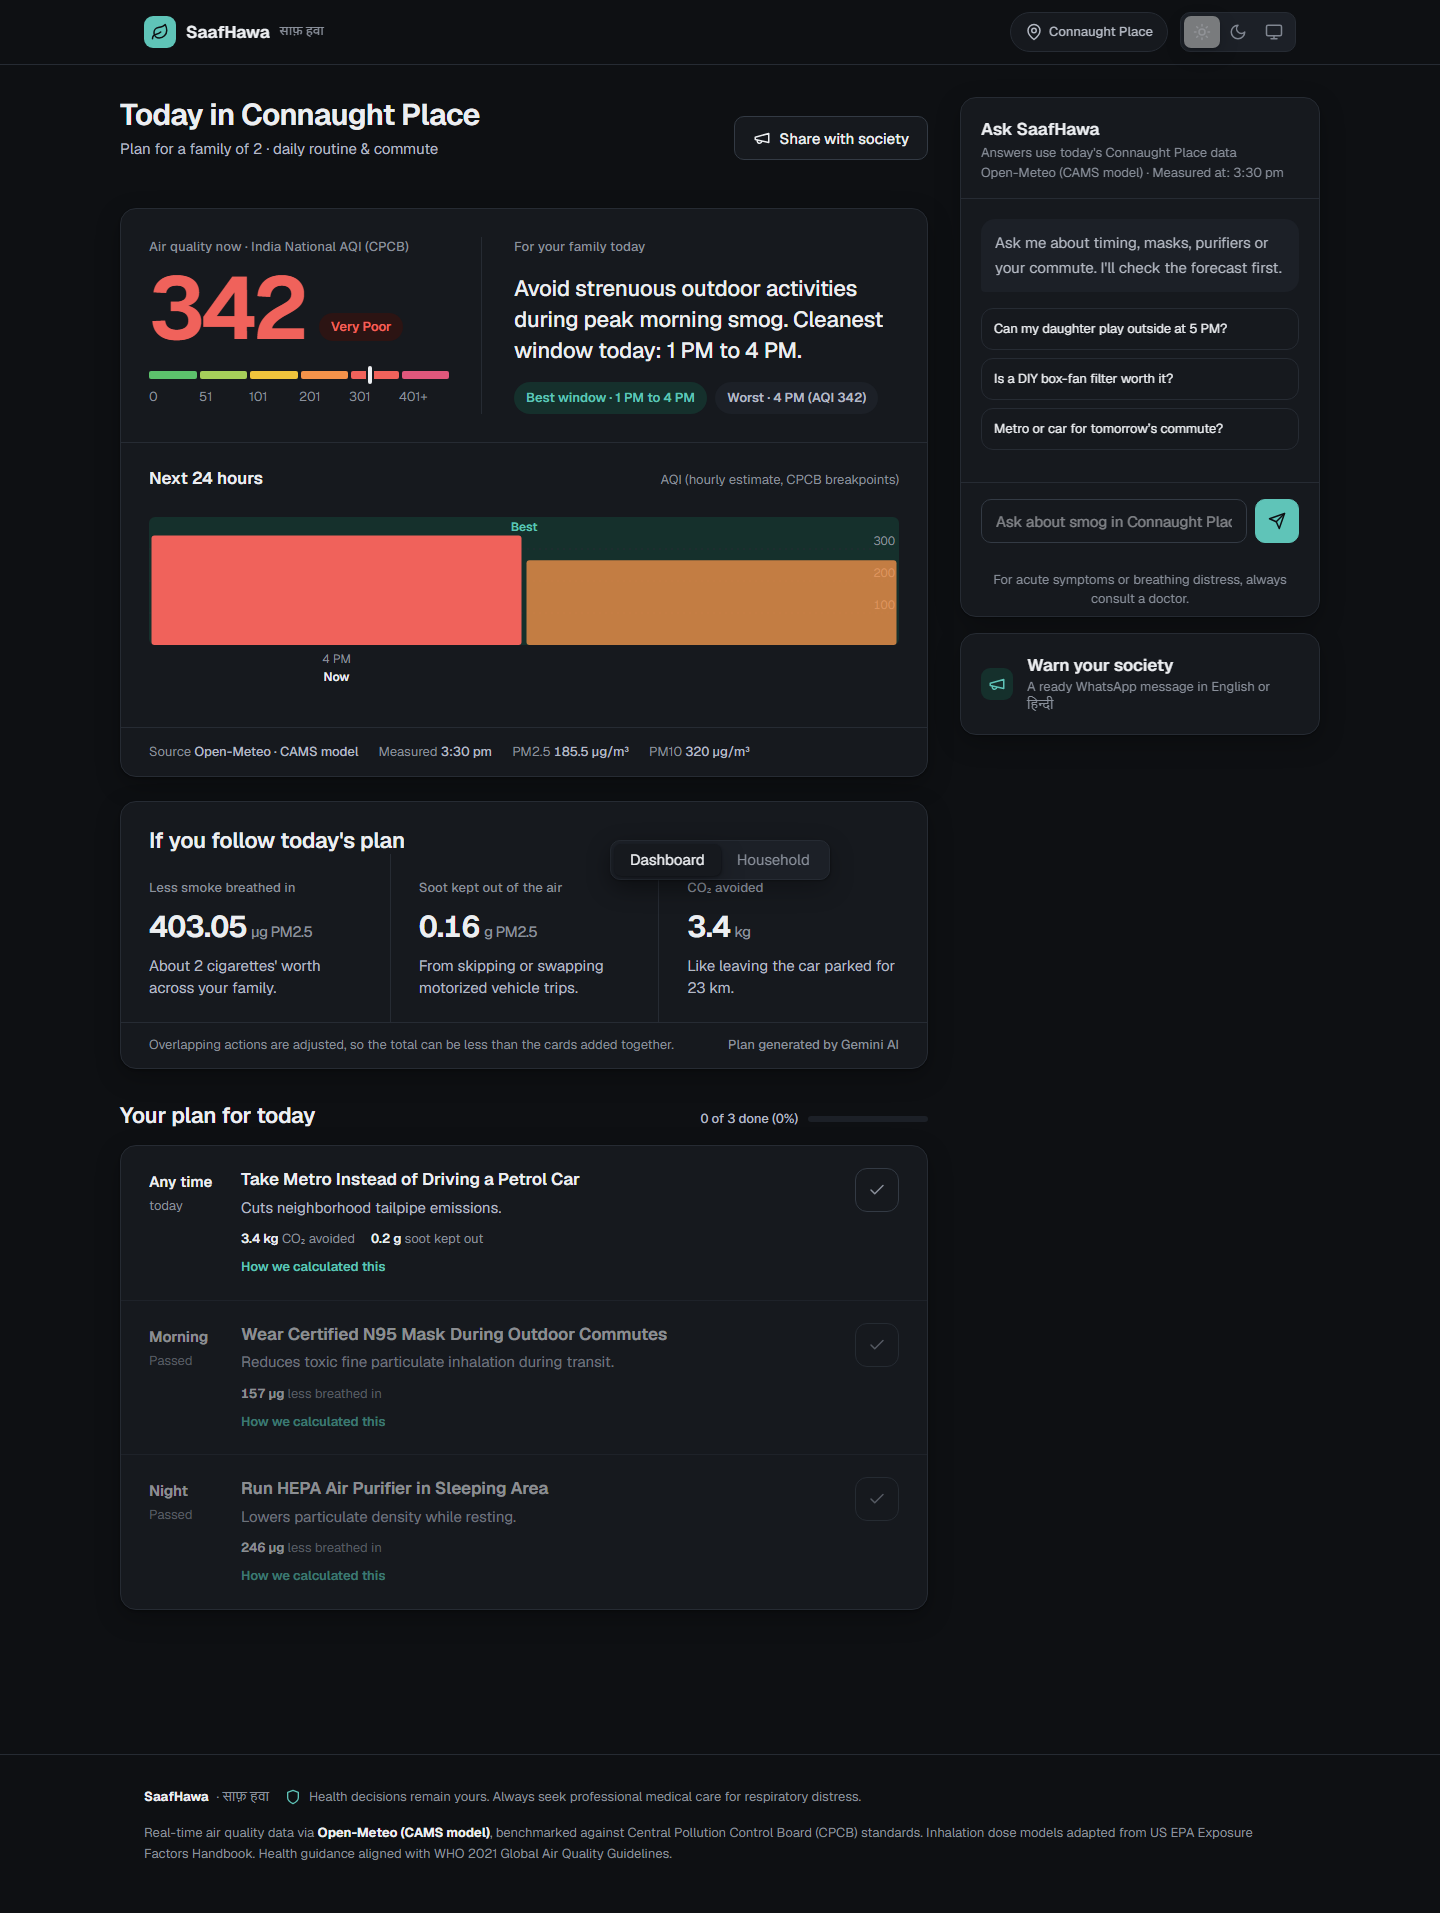 SaafHawa साफ़ हवा
Connaught Place
Today in Connaught Place
Plan for a family of 2 · daily routine & commute
Share with society
Air quality now · India National AQI (CPCB)
342
Very Poor
0 51 101 201 301 401+
For your family today
Avoid strenuous outdoor activities
during peak morning smog. Cleanest
window today: 1 PM to 4 PM.
Best window · 1 PM to 4 PM
Worst · 4 PM (AQI 342)
Next 24 hours
AQI (hourly estimate, CPCB breakpoints)
Best
300
200
100
4 PM
Now
Source Open-Meteo · CAMS model Measured 3:30 pm PM2.5 185.5 µg/m³ PM10 320 µg/m³
If you follow today's plan
Dashboard Household
Less smoke breathed in
403.05 µg PM2.5
About 2 cigarettes' worth
across your family.
Soot kept out of the air
0.16 g PM2.5
From skipping or swapping
motorized vehicle trips.
CO₂ avoided
3.4 kg
Like leaving the car parked for
23 km.
Overlapping actions are adjusted, so the total can be less than the cards added together.
Plan generated by Gemini AI
Your plan for today
0 of 3 done (0%)
Any time
today
Take Metro Instead of Driving a Petrol Car
Cuts neighborhood tailpipe emissions.
3.4 kg CO₂ avoided 0.2 g soot kept out
How we calculated this
Morning
Passed
Wear Certified N95 Mask During Outdoor Commutes
Reduces toxic fine particulate inhalation during transit.
157 µg less breathed in
How we calculated this
Night
Passed
Run HEPA Air Purifier in Sleeping Area
Lowers particulate density while resting.
246 µg less breathed in
How we calculated this
Ask SaafHawa
Answers use today's Connaught Place data
Open-Meteo (CAMS model) · Measured at: 3:30 pm
Ask me about timing, masks, purifiers or
your commute. I'll check the forecast first.
Can my daughter play outside at 5 PM?
Is a DIY box-fan filter worth it?
Metro or car for tomorrow's commute?
Ask about smog in Connaught Plac
For acute symptoms or breathing distress, always
consult a doctor.
Warn your society
A ready WhatsApp message in English or
हिन्दी
SaafHawa · साफ़ हवा Health decisions remain yours. Always seek professional medical care for respiratory distress.
Real-time air quality data via Open-Meteo (CAMS model), benchmarked against Central Pollution Control Board (CPCB) standards. Inhalation dose models adapted from US EPA Exposure
Factors Handbook. Health guidance aligned with WHO 2021 Global Air Quality Guidelines.